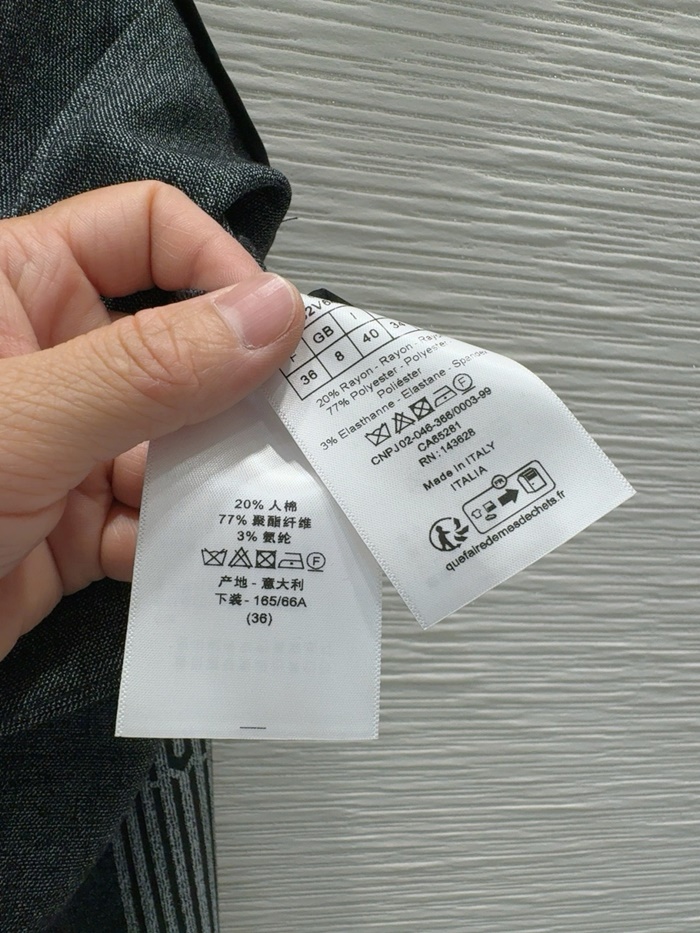 GB I
36 8 40
20% Rayon - Rayon
77% Polyester - Polyester
Poliéster
3% Elasthanne - Elastane
CNPJ 02-046-366/0003-99
CA65281
RN: 143628
Made in ITALY
ITALIA
FR
quefairedemesdechets.fr
20% 人棉
77% 聚酯纤维
3% 氨纶
F
产地 - 意大利
下装 - 165/66A
(36)